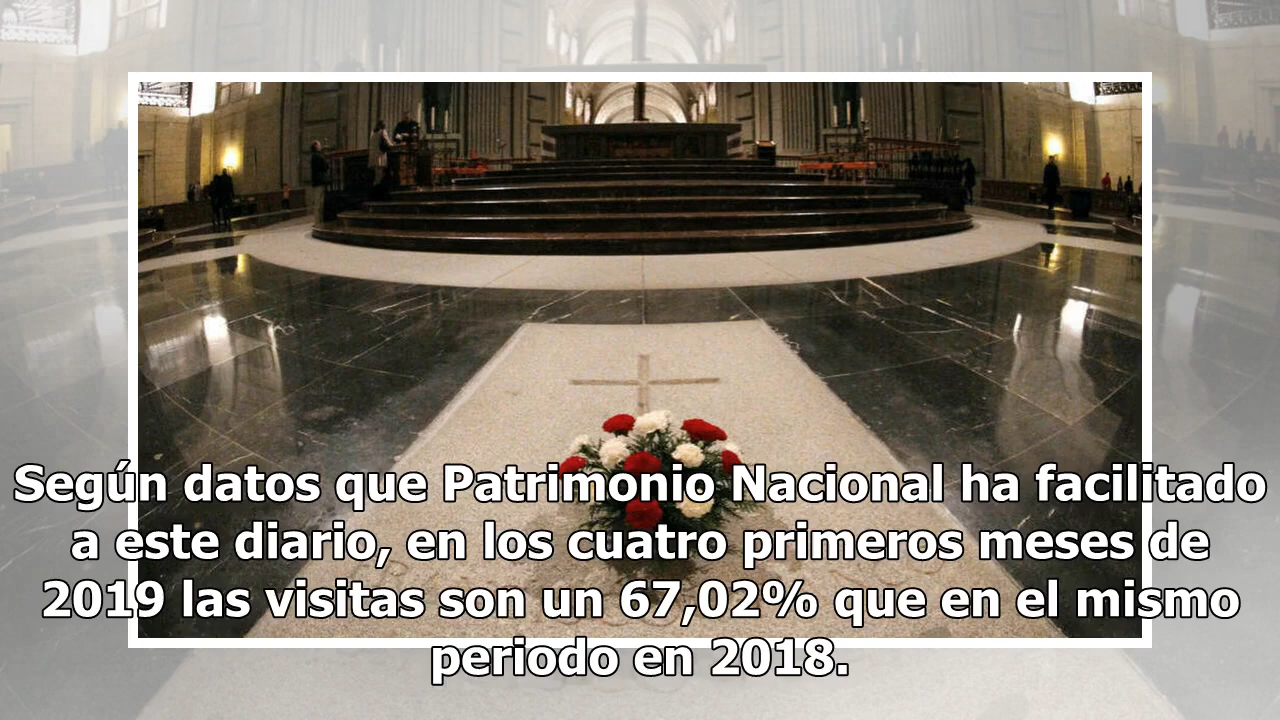 Según datos que Patrimonio Nacional ha facilitado
a este diario, en los cuatro primeros meses de
2019 las visitas son un 67,02% que en el mismo
periodo en 2018.